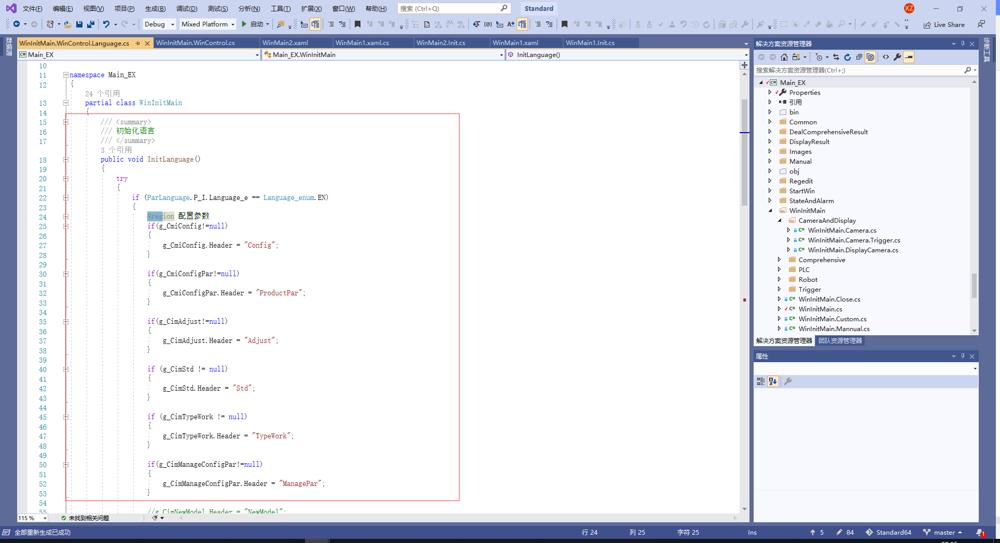 文件(F) 编辑(E) 视图(V) 项目(P) 生成(B) 调试(D) 测试(S) 分析(N) 工具(T) 扩展(X) 窗口(W) 帮助(H) 搜索 (Ctrl+Q) Standard XZ
Debug Mixed Platform 启动 Live Share
数据源
WinInitMain.WinControl.Language.cs WinInitMain.WinControl.cs WinMain2.xaml WinMain1.xaml.cs WinMain2.Init.cs WinMain1.xaml WinMain1.Init.cs
Main_EX Main_EX.WinInitMain InitLanguage()
10
11 namespace Main_EX
12 {
24 个引用
13 partial class WinInitMain
14 {
15 /// <summary>
16 /// 初始化语言
17 /// </summary>
3 个引用
18 public void InitLanguage()
19 {
20 try
21 {
22 if (ParLanguage.P_I.Language_e == Language_enum.EN)
23 {
24 #region 配置参数
25 if(g_CmiConfig!=null)
26 {
27 g_CmiConfig.Header = "Config";
28 }
29
30 if(g_CmiConfigPar!=null)
31 {
32 g_CmiConfigPar.Header = "ProductPar";
33 }
34
35 if(g_CimAdjust!=null)
36 {
37 g_CimAdjust.Header = "Adjust";
38 }
39
40 if (g_CimStd != null)
41 {
42 g_CimStd.Header = "Std";
43 }
44
45 if (g_CimTypeWork != null)
46 {
47 g_CimTypeWork.Header = "TypeWork";
48 }
49
50 if(g_CimManageConfigPar!=null)
51 {
52 g_CimManageConfigPar.Header = "ManagePar";
53 }
54
55 //g_CimNewModel.Header = "NewModel";
115 % 未找到相关问题
解决方案资源管理器
搜索解决方案资源管理器(Ctrl+;)
Main_EX
Properties
引用
bin
Common
DealComprehensiveResult
DisplayResult
Images
Manual
obj
Regedit
StartWin
StateAndAlarm
WinInitMain
CameraAndDisplay
WinInitMain.Camera.cs
WinInitMain.Camera.Trigger.cs
WinInitMain.DisplayCamera.cs
Comprehensive
PLC
Robot
Trigger
WinInitMain.Close.cs
WinInitMain.cs
WinInitMain.Custom.cs
WinInitMain.Mannual.cs
解决方案资源管理器 团队资源管理器
属性
诊断工具
全部重新生成已成功 行 24 列 25 字符 25 Ins 5 84 Standard64 master 1